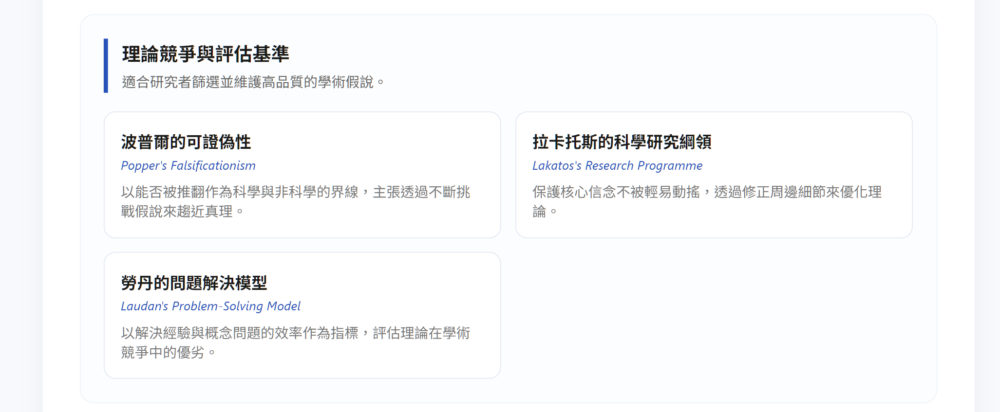 理論競爭與評估基準
適合研究者篩選並維護高品質的學術假說。
波普爾的可證偽性
Popper's Falsificationism
以能否被推翻作為科學與非科學的界線，主張透過不斷挑
戰假說來趨近真理。
拉卡托斯的科學研究綱領
Lakatos's Research Programme
保護核心信念不被輕易動搖，透過修正周邊細節來優化理
論。
勞丹的問題解決模型
Laudan's Problem-Solving Model
以解決經驗與概念問題的效率作為指標，評估理論在學術
競爭中的優劣。